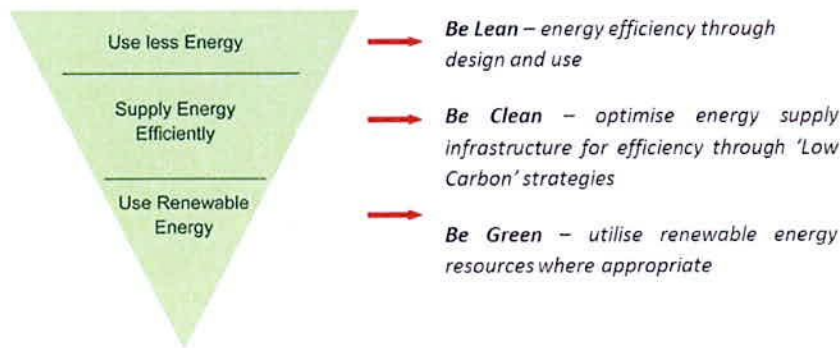 Use less Energy
Be Lean – energy efficiency through
design and use
Supply Energy
Efficiently
Be Clean – optimise energy supply
infrastructure for efficiency through 'Low
Carbon' strategies
Use Renewable
Energy
Be Green – utilise renewable energy
resources where appropriate